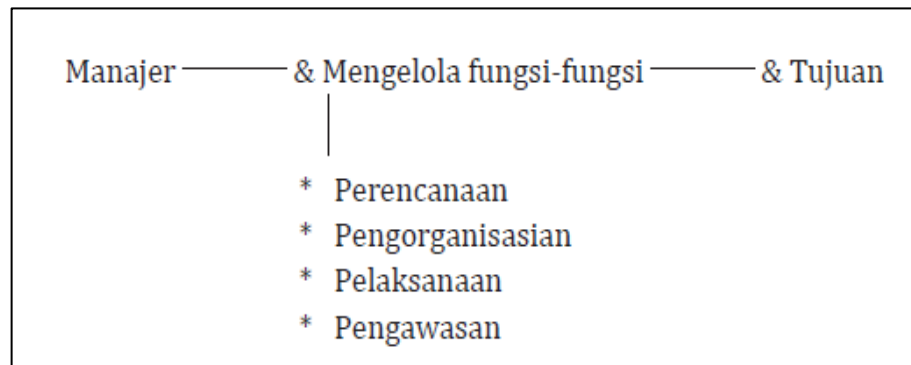 Manajer & Mengelola fungsi-fungsi & Tujuan
* Perencanaan
* Pengorganisasian
* Pelaksanaan
* Pengawasan